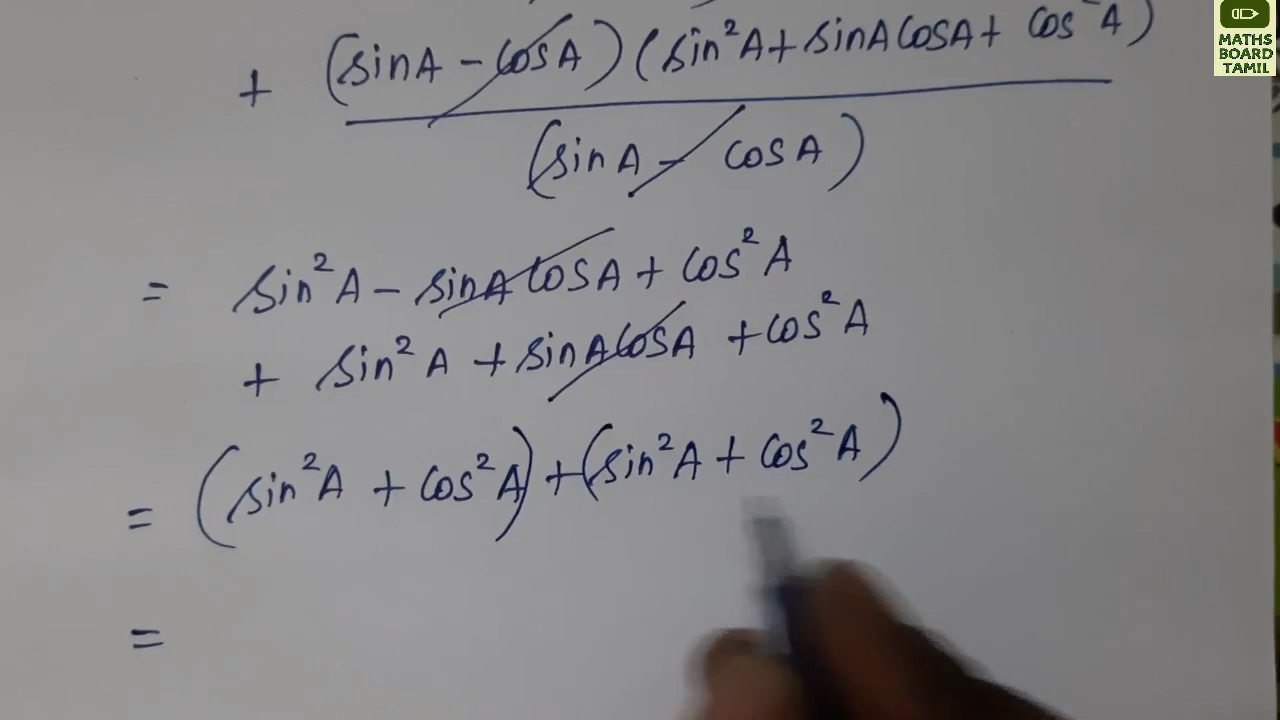 + (sinA - cosA) (sin²A + sinAcosA + cos²A)
(sinA - cosA)
= sin²A - sinAcosA + cos²A
+ sin²A + sinAcosA + cos²A
= (sin²A + cos²A) + (sin²A + cos²A)
=
MATHS
BOARD
TAMIL